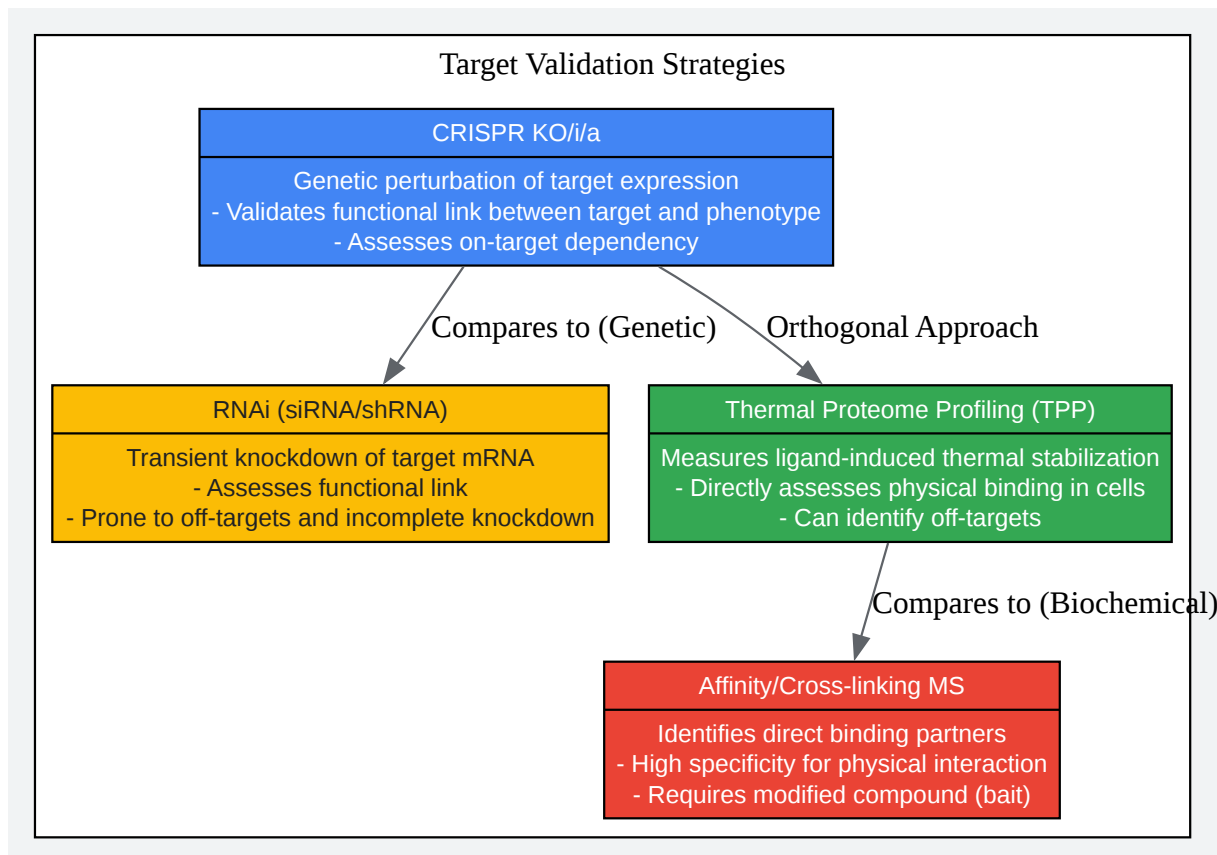 Target Validation Strategies
CRISPR KO/i/a
Genetic perturbation of target expression
- Validates functional link between target and phenotype
- Assesses on-target dependency
Compares to (Genetic)
Orthogonal Approach
RNAi (siRNA/shRNA)
Transient knockdown of target mRNA
- Assesses functional link
- Prone to off-targets and incomplete knockdown
Thermal Proteome Profiling (TPP)
Measures ligand-induced thermal stabilization
- Directly assesses physical binding in cells
- Can identify off-targets
Compares to (Biochemical)
Affinity/Cross-linking MS
Identifies direct binding partners
- High specificity for physical interaction
- Requires modified compound (bait)